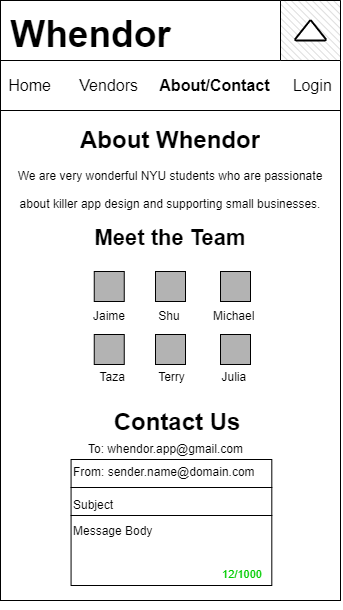 Whendor
Home Vendors About/Contact Login
About Whendor
We are very wonderful NYU students who are passionate
about killer app design and supporting small businesses.
Meet the Team
Jaime Shu Michael
Taza Terry Julia
Contact Us
To: whendor.app@gmail.com
From: sender.name@domain.com
Subject
Message Body
12/1000